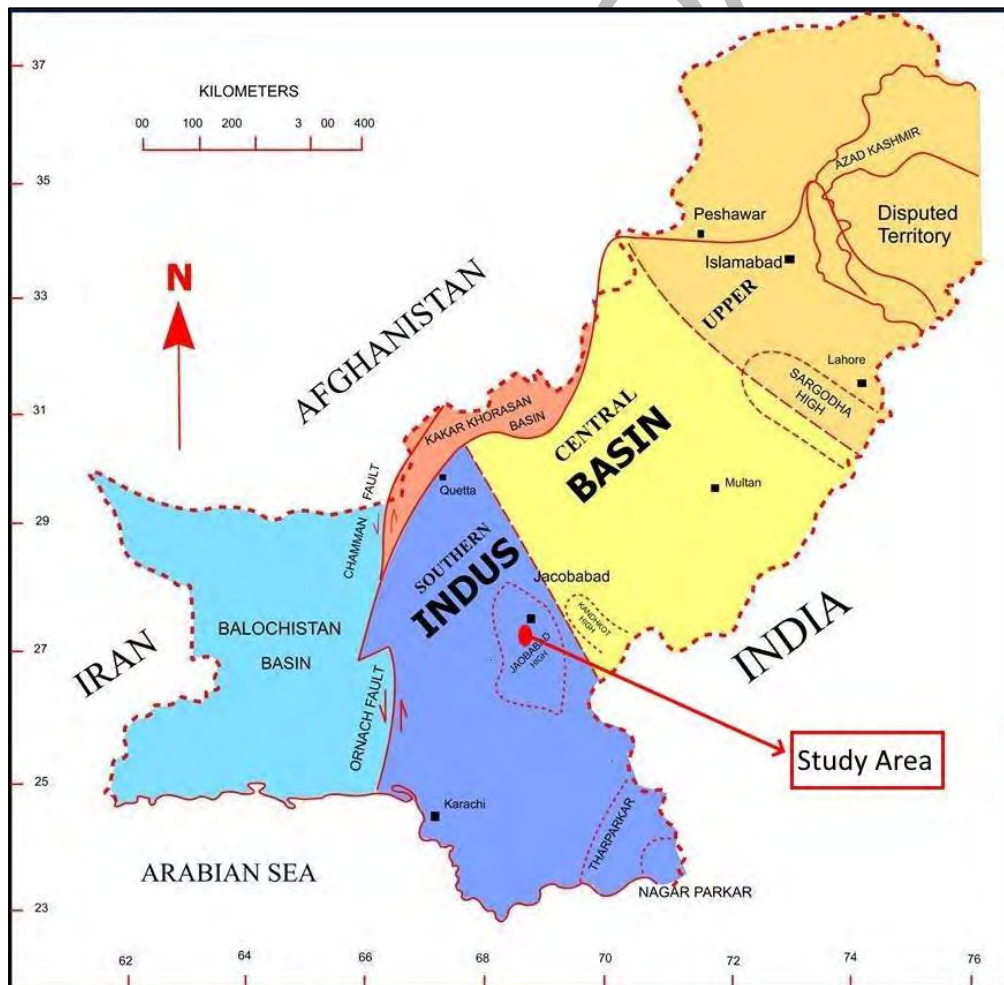 37
KILOMETERS
00 100 200 3 00 400
35
AZAD KASHMIR
Peshawar
Disputed
Territory
Islamabad
N
33
AFGHANISTAN
UPPER
Lahore
SARGODHA
HIGH
31
KAKAR KHORASAN
BASIN
CENTRAL
BASIN
Quetta
Multan
CHAMMAN FAULT
29
SOUTHERN
INDUS
Jacobabad
KANDHKOT
HIGH
BALOCHISTAN
BASIN
27
JAOBABAD
HIGH
INDIA
IRAN
ORNACH FAULT
Study Area
25
Karachi
THARPARKAR
ARABIAN SEA
NAGAR PARKAR
23
62 64 66 68 70 72 74 76